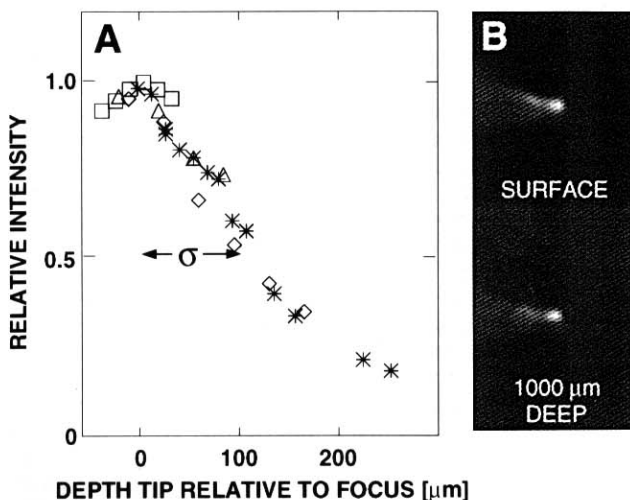 A
RELATIVE INTENSITY
1.0
0.5
0
σ
0 100 200
DEPTH TIP RELATIVE TO FOCUS [μm]
B
SURFACE
1000 μm
DEEP